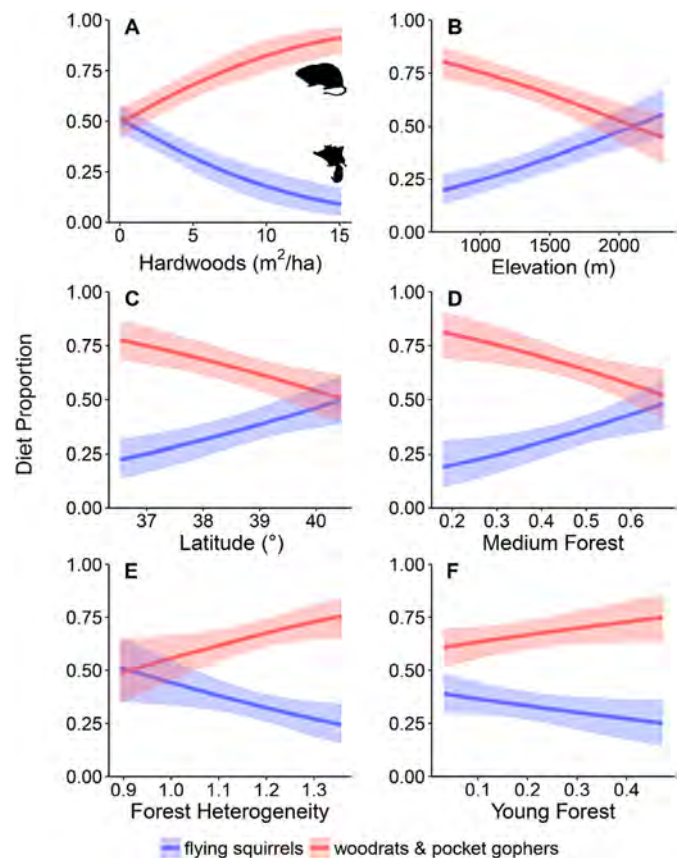 Diet Proportion
A
1.00
0.75
0.50
0.25
0.00
0 5 10 15
Hardwoods (m²/ha)
B
1.00
0.75
0.50
0.25
0.00
1000 1500 2000
Elevation (m)
C
1.00
0.75
0.50
0.25
0.00
37 38 39 40
Latitude (°)
D
1.00
0.75
0.50
0.25
0.00
0.2 0.3 0.4 0.5 0.6
Medium Forest
E
1.00
0.75
0.50
0.25
0.00
0.9 1.0 1.1 1.2 1.3
Forest Heterogeneity
F
1.00
0.75
0.50
0.25
0.00
0.1 0.2 0.3 0.4
Young Forest
flying squirrels woodrats & pocket gophers